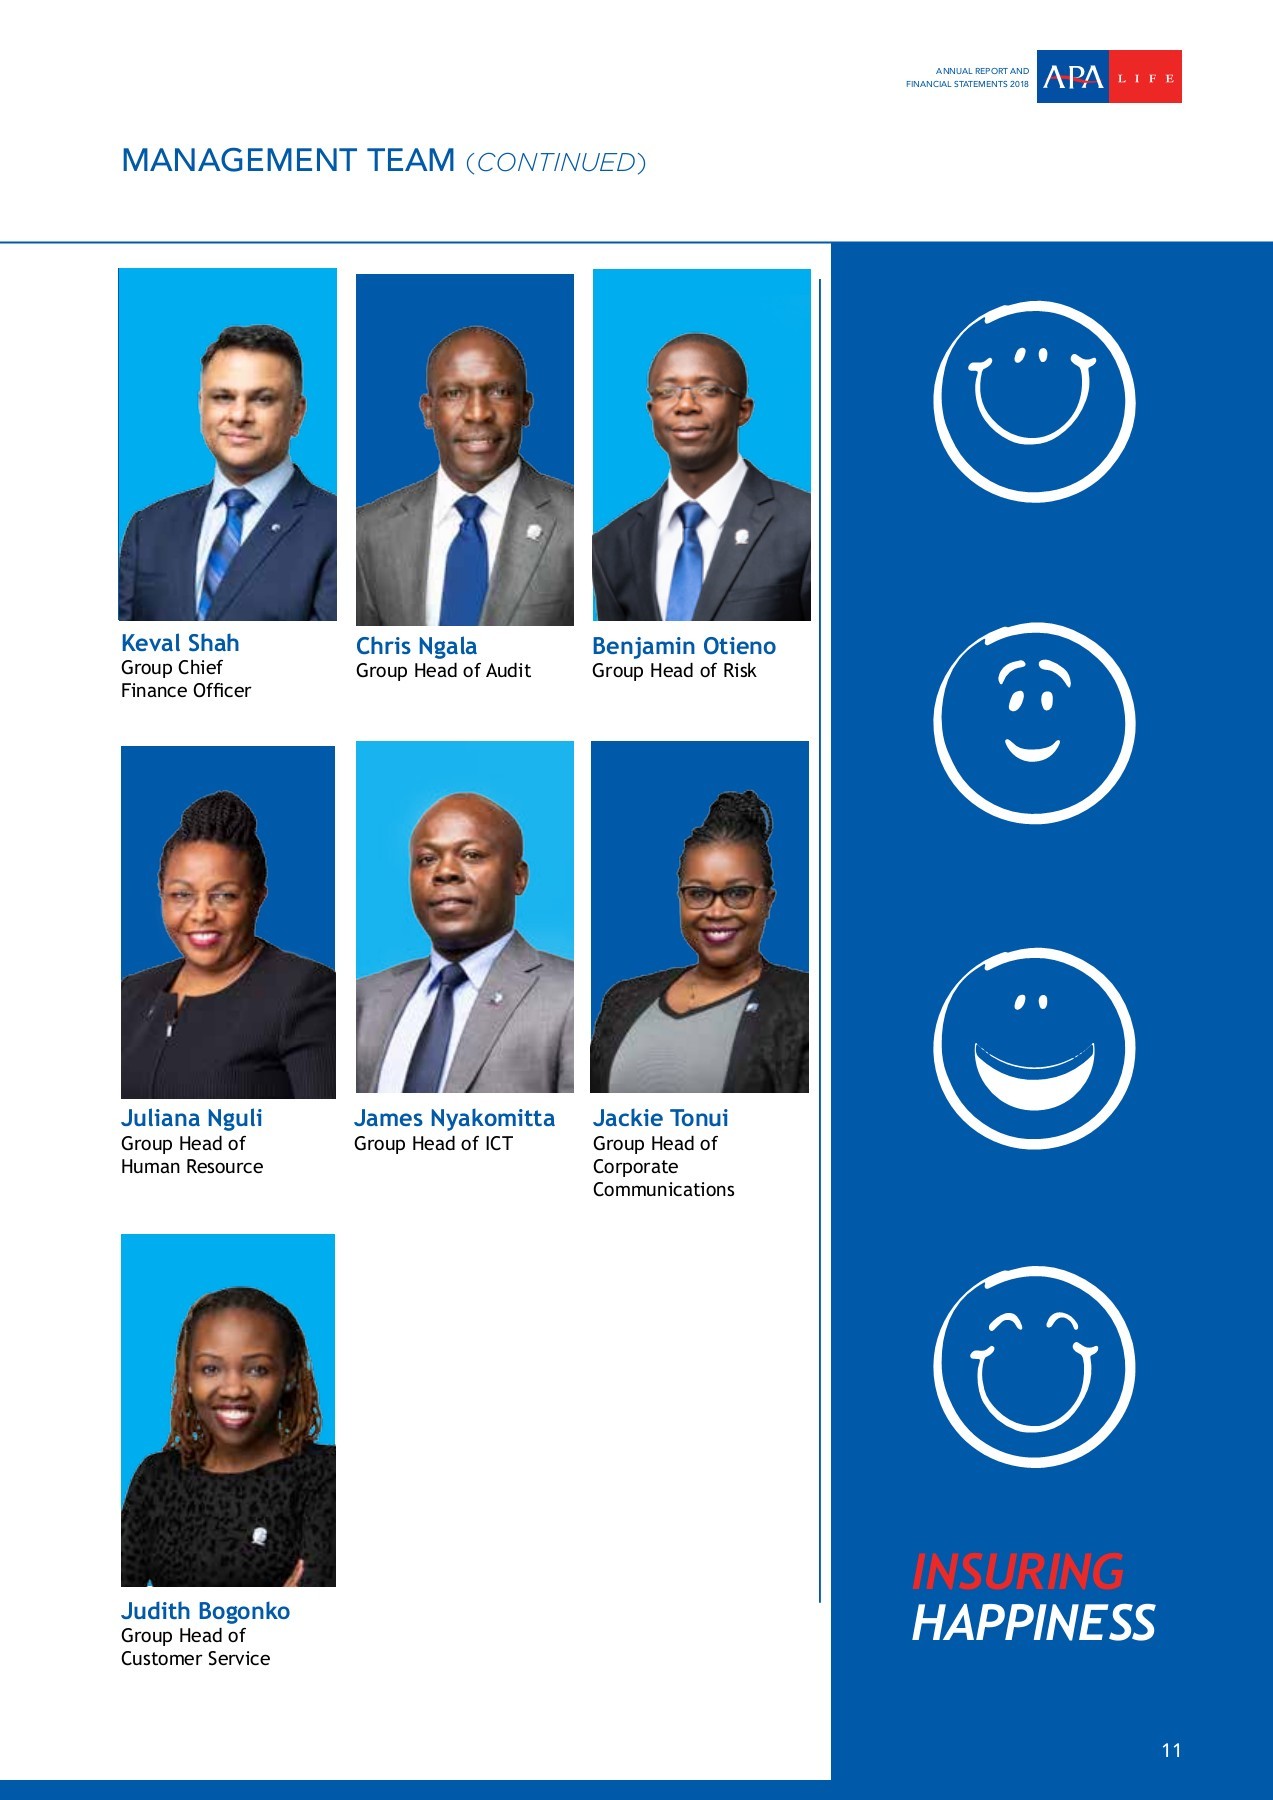 ANNUAL REPORT AND
FINANCIAL STATEMENTS 2018
APA LIFE
MANAGEMENT TEAM (CONTINUED)
Keval Shah
Group Chief
Finance Officer
Chris Ngala
Group Head of Audit
Benjamin Otieno
Group Head of Risk
Juliana Nguli
Group Head of
Human Resource
James Nyakomitta
Group Head of ICT
Jackie Tonui
Group Head of
Corporate
Communications
Judith Bogonko
Group Head of
Customer Service
INSURING
HAPPINESS
11